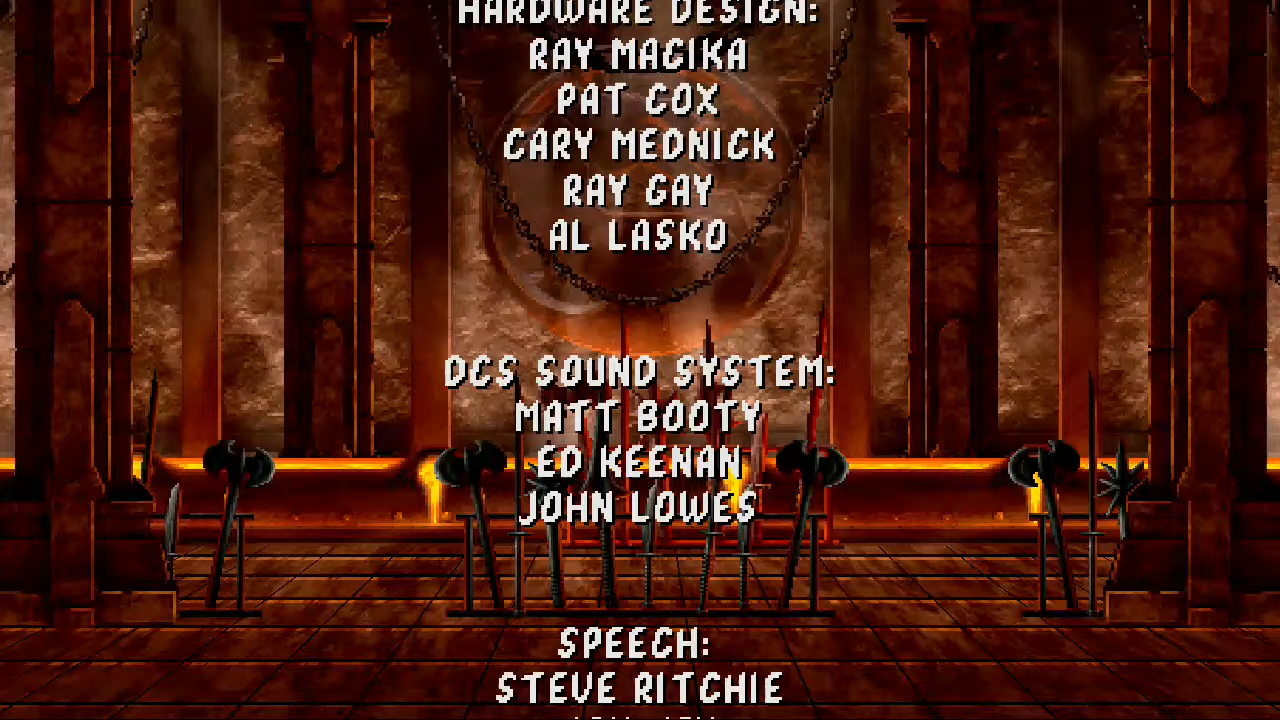 HARDWARE DESIGN:
RAY MACIKA
PAT COX
CARY MEDNICK
RAY GAY
AL LASKO
DCS SOUND SYSTEM:
MATT BOOTY
ED KEENAN
JOHN LOWES
SPEECH:
STEVE RITCHIE